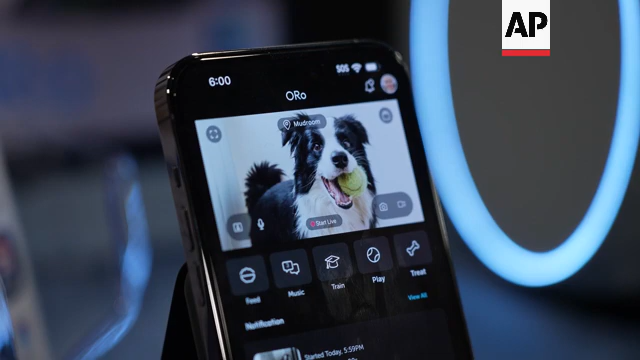 AP
6:00
SOS
ORo
Mudroom
Start Live
Feed
Music
Train
Play
Treat
View All
Notification
Started Today, 5:59PM